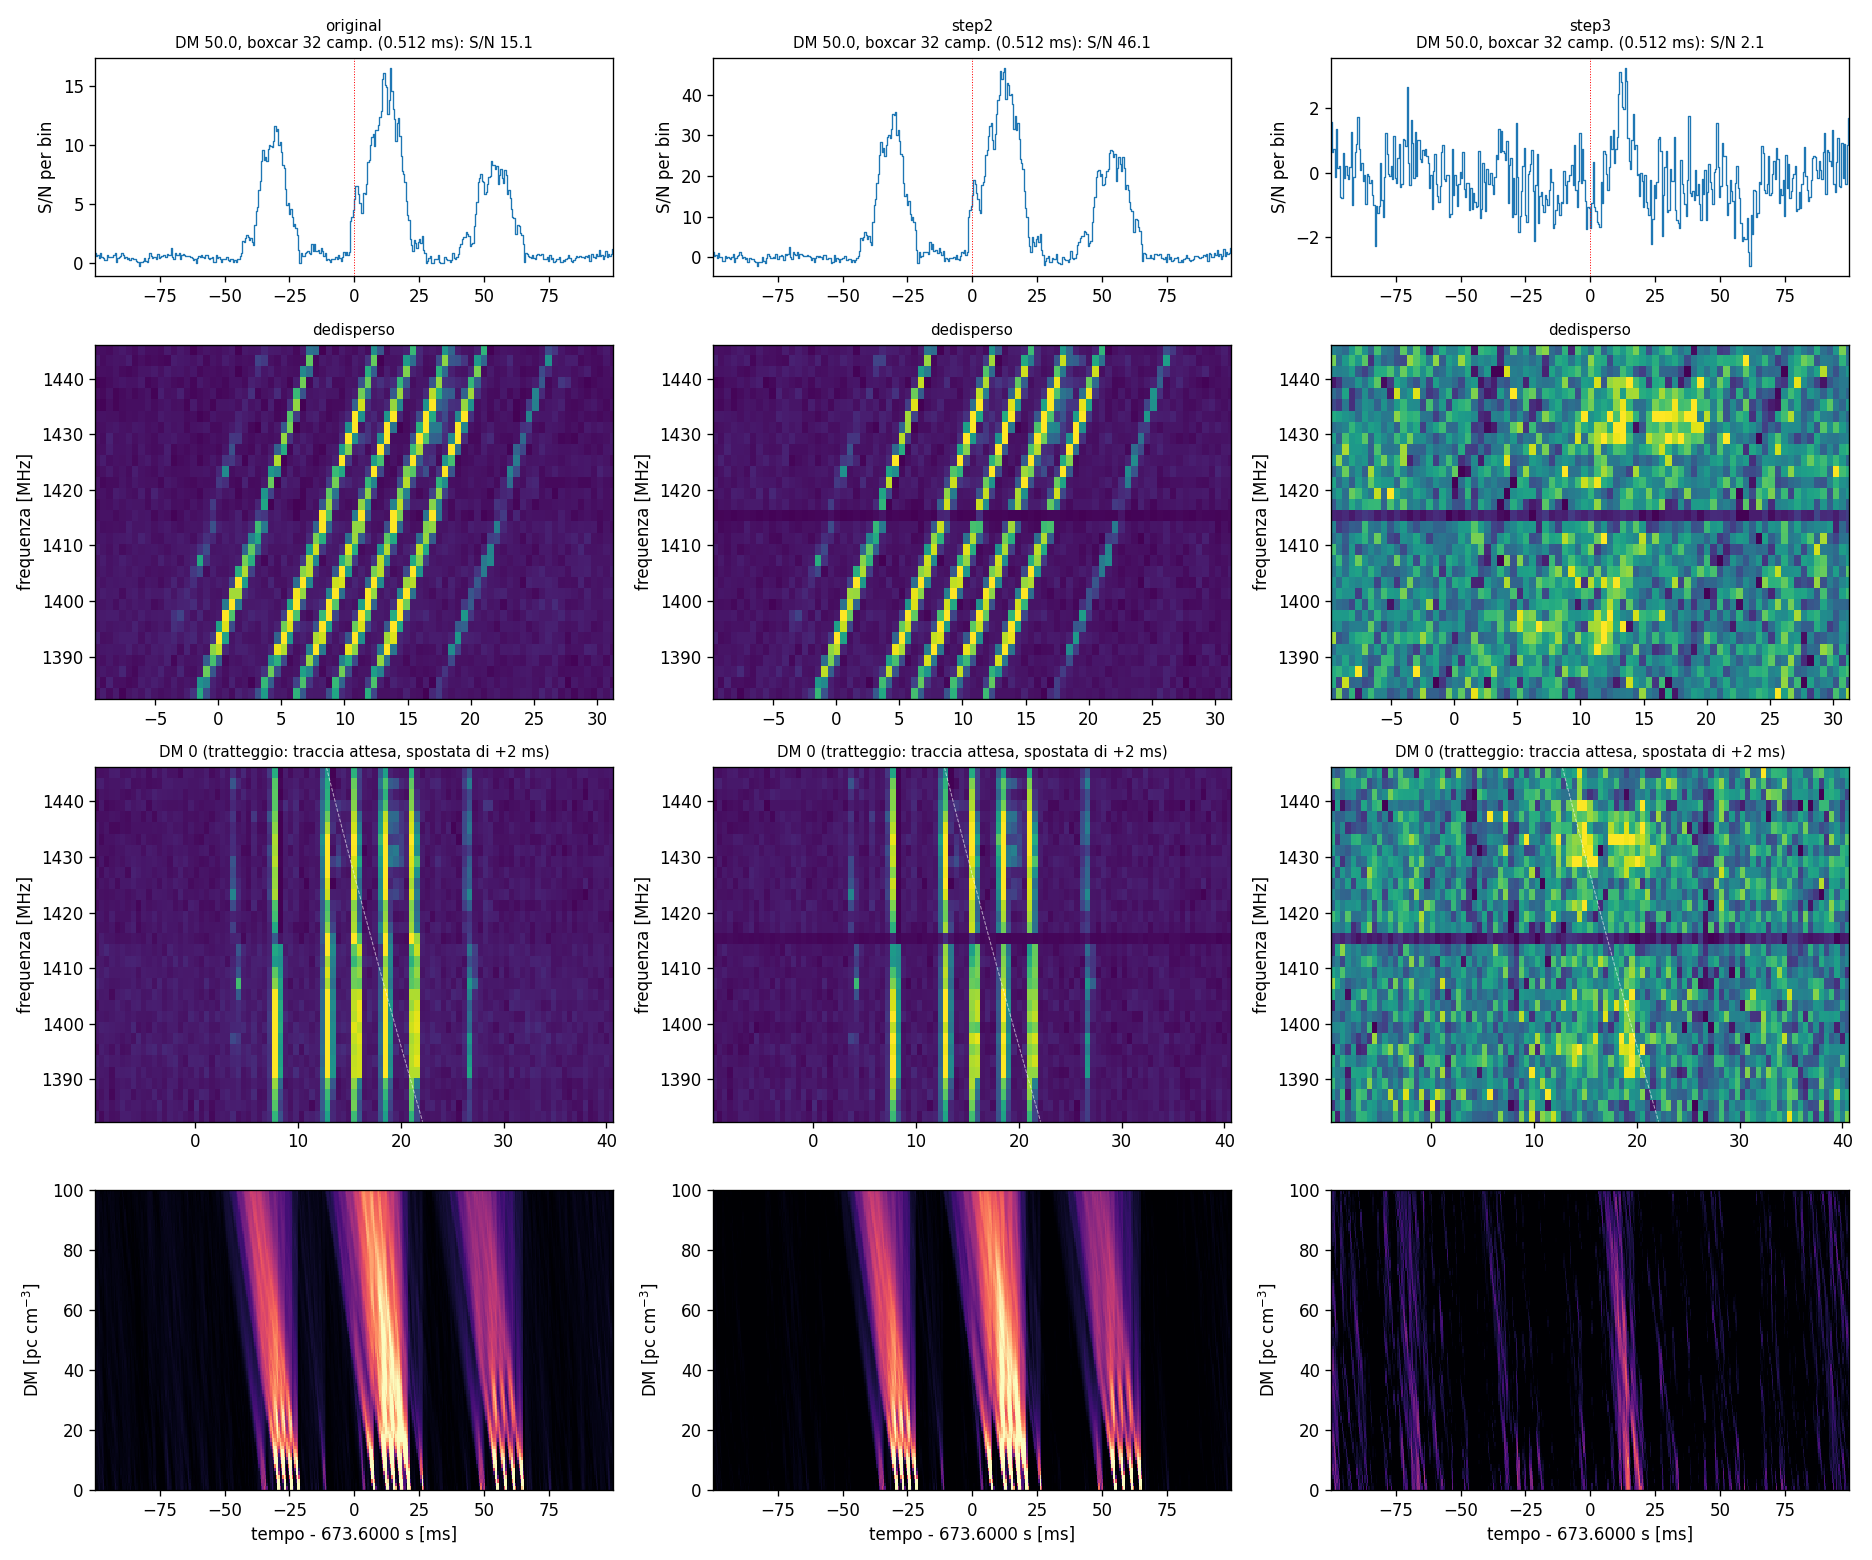 original
DM 50.0, boxcar 32 camp. (0.512 ms): S/N 15.1
step2
DM 50.0, boxcar 32 camp. (0.512 ms): S/N 46.1
step3
DM 50.0, boxcar 32 camp. (0.512 ms): S/N 2.1
S/N per bin
15
10
5
0
−75 −50 −25 0 25 50 75
S/N per bin
40
30
20
10
0
−75 −50 −25 0 25 50 75
S/N per bin
2
0
−2
−75 −50 −25 0 25 50 75
dedisperso
dedisperso
dedisperso
frequenza [MHz]
1440
1430
1420
1410
1400
1390
−5 0 5 10 15 20 25 30
frequenza [MHz]
1440
1430
1420
1410
1400
1390
−5 0 5 10 15 20 25 30
frequenza [MHz]
1440
1430
1420
1410
1400
1390
−5 0 5 10 15 20 25 30
DM 0 (tratteggio: traccia attesa, spostata di +2 ms)
DM 0 (tratteggio: traccia attesa, spostata di +2 ms)
DM 0 (tratteggio: traccia attesa, spostata di +2 ms)
frequenza [MHz]
1440
1430
1420
1410
1400
1390
0 10 20 30 40
frequenza [MHz]
1440
1430
1420
1410
1400
1390
0 10 20 30 40
frequenza [MHz]
1440
1430
1420
1410
1400
1390
0 10 20 30 40
DM [pc cm⁻³]
100
80
60
40
20
0
−75 −50 −25 0 25 50 75
tempo - 673.6000 s [ms]
DM [pc cm⁻³]
100
80
60
40
20
0
−75 −50 −25 0 25 50 75
tempo - 673.6000 s [ms]
DM [pc cm⁻³]
100
80
60
40
20
0
−75 −50 −25 0 25 50 75
tempo - 673.6000 s [ms]